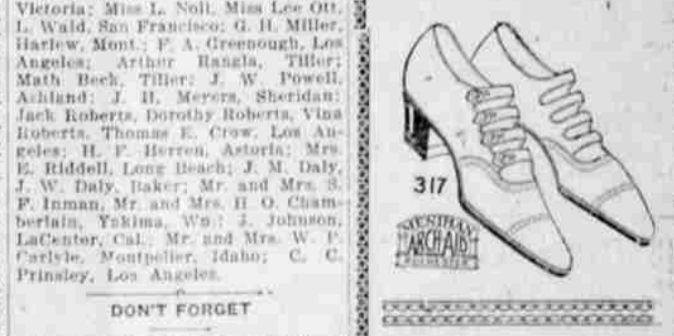 Victoria; Miss L. Noll, Miss Lee Ott,
L. Wald, San Francisco; G. H. Miller,
Harlew, Mont.; F. A. Greenough, Los
Angeles; Arthur Rangla, Tiller;
Math Beck, Tiller; J. W. Powell,
Ashland; J. H. Meyers, Sheridan;
Jack Roberts, Dorothy Roberts, Vina
Roberts, Thomas E. Crow, Los An-
geles; H. F. Herren, Astoria; Mrs.
E. Riddell, Long Beach; J. M. Daly,
J. W. Daly, Baker; Mr. and Mrs. S.
F. Inman, Mr. and Mrs. H. O. Cham-
berlain, Yakima, Wn.; J. Johnson,
LaCenter, Cal.; Mr. and Mrs. W. P.
Carlyle, Montpelier, Idaho; C. C.
Prinsley, Los Angeles.
DON'T FORGET
317
MENIHAN
ARCH-AID
ROCHESTER